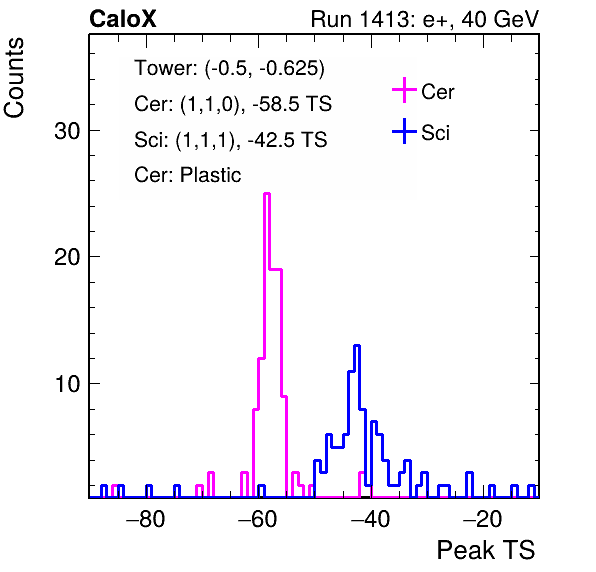 CaloX Run 1413: e+, 40 GeV
Counts
Tower: (-0.5, -0.625)
Cer: (1,1,0), -58.5 TS
Sci: (1,1,1), -42.5 TS
Cer: Plastic
Cer
Sci
30
20
10
−80 −60 −40 −20
Peak TS